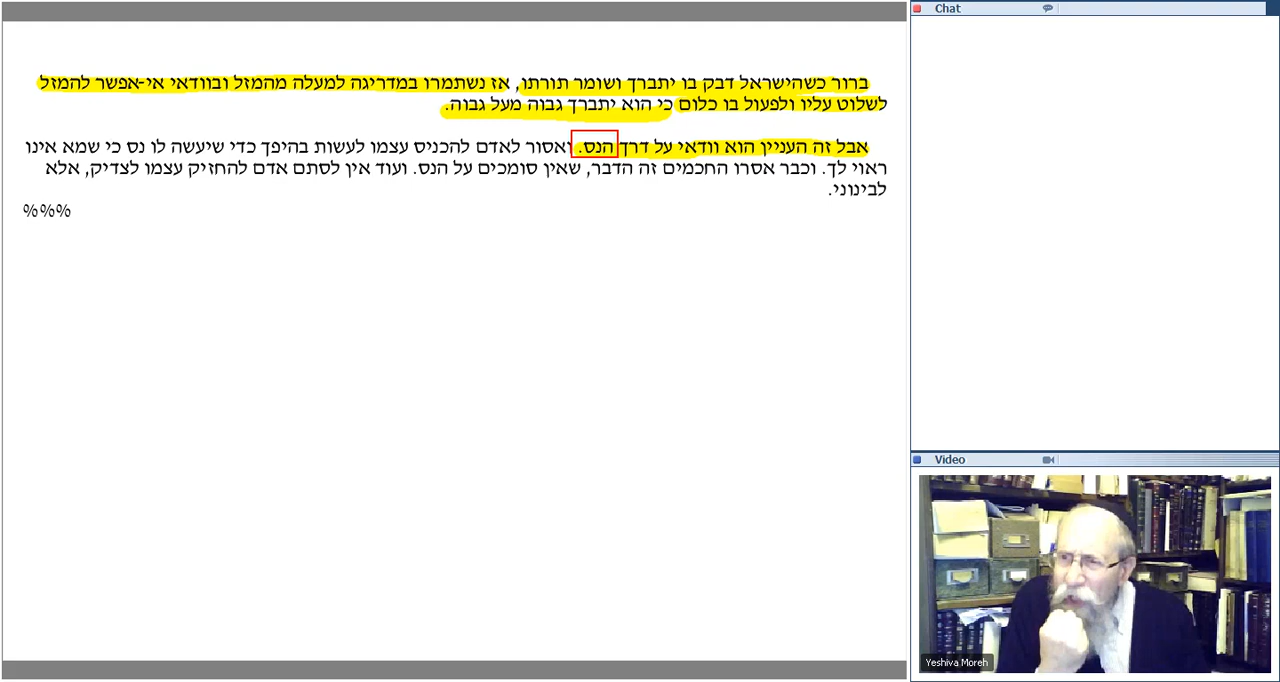 ברור כשהישראל דבק בו יתברך ושומר תורתו, אז נשתמרו במדריגה למעלה מהמזל ובוודאי אי-אפשר להמזל
לשלוט עליו ולפעול בו כלום כי הוא יתברך גבוה מעל גבוה.
אבל זה העניין הוא וודאי על דרך הנס. ואסור לאדם להכניס עצמו לעשות בהיפך כדי שיעשה לו נס כי שמא אינו
ראוי לך. וכבר אסרו החכמים זה הדבר, שאין סומכים על הנס. ועוד אין לסתם אדם להחזיק עצמו לצדיק, אלא
לבינוני.
%%%
Chat
Video
Yeshiva Moreh